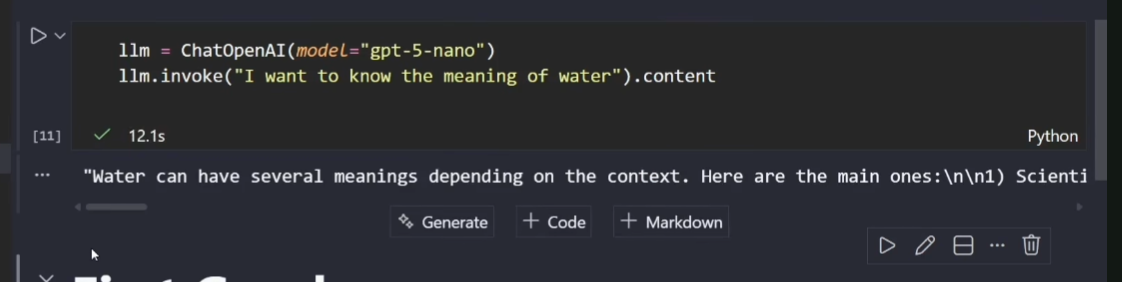 llm = ChatOpenAI(model="gpt-5-nano")
llm.invoke("I want to know the meaning of water").content
[11]
12.1s
Python
"Water can have several meanings depending on the context. Here are the main ones:\n\n1) Scienti
Generate
+ Code
+ Markdown